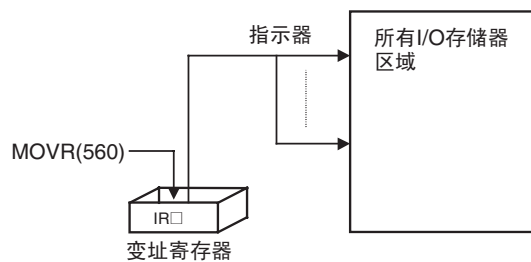 指示器
所有I/O存储器
区域
MOVR(560)
IR□
变址寄存器